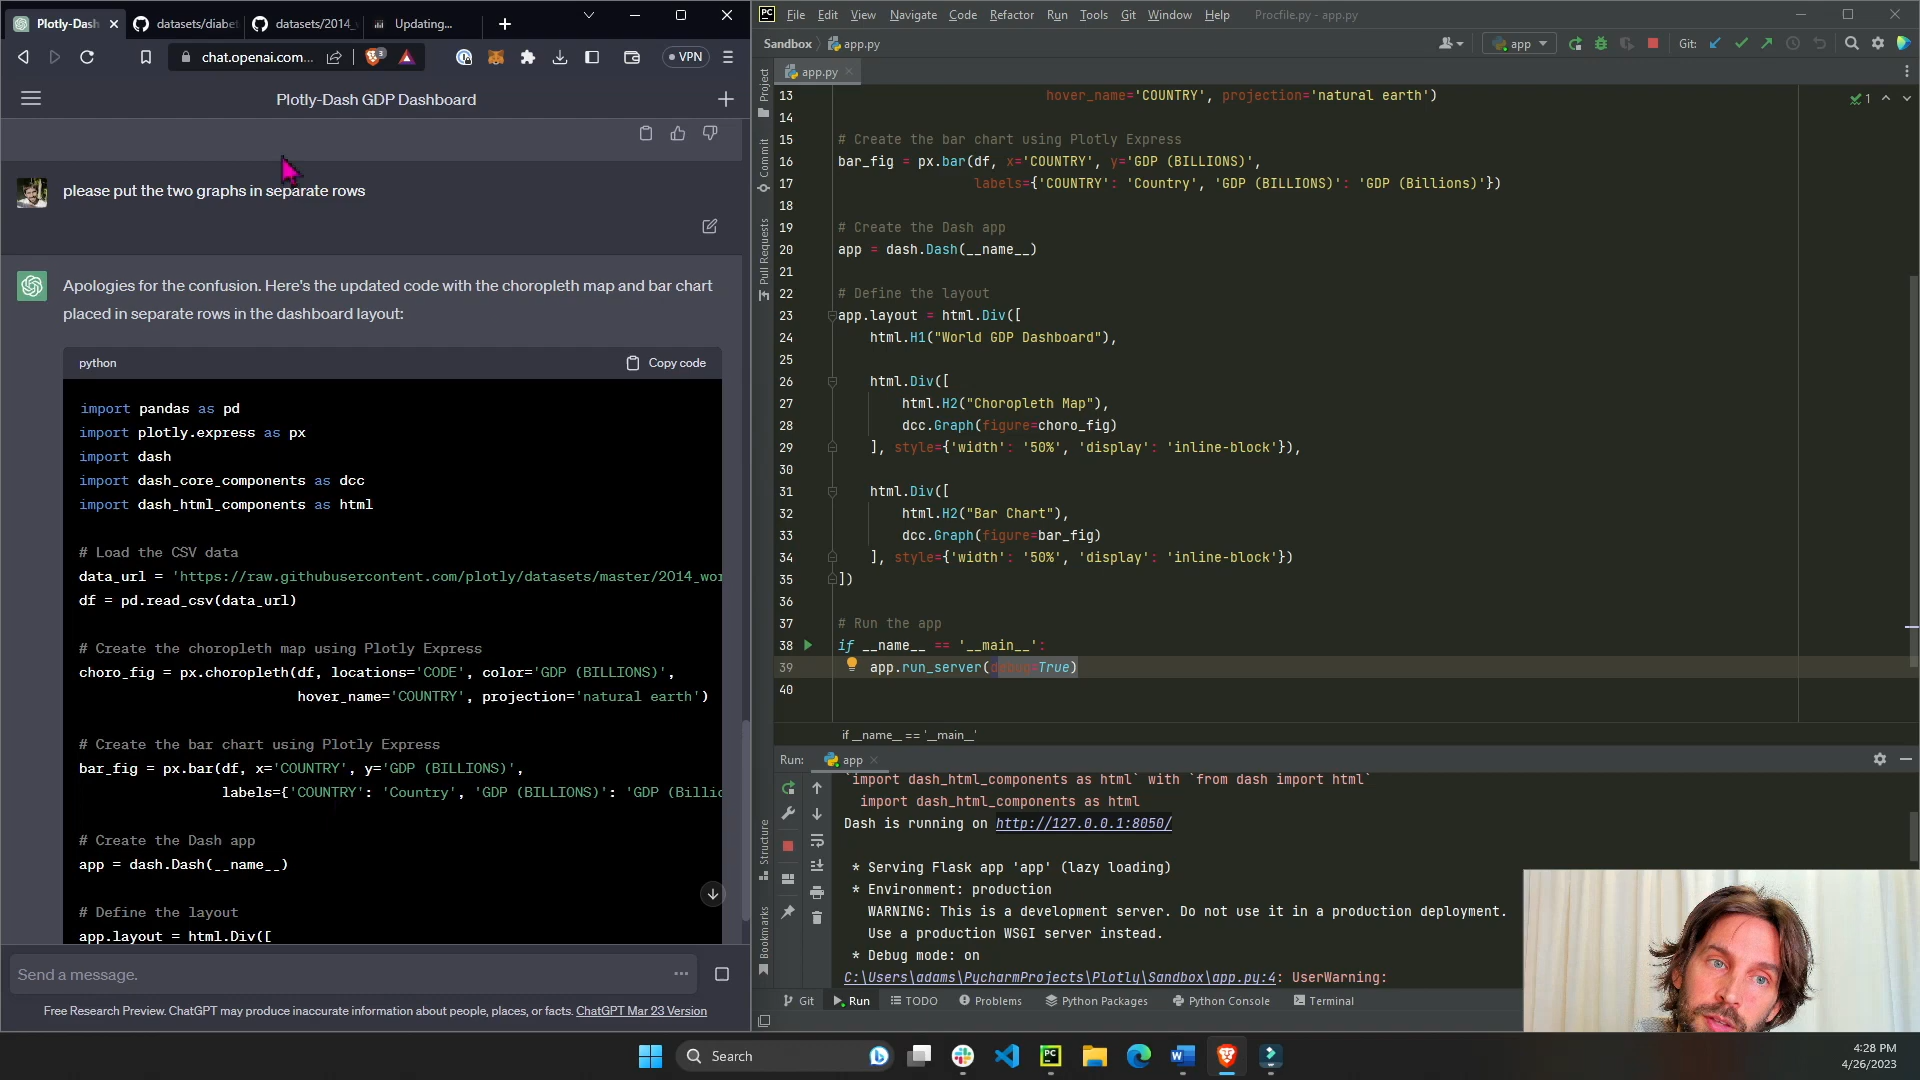 Plotly-Dash
datasets/diabe
datasets/2014_
Updating...
chat.openai.com...
3
VPN
Plotly-Dash GDP Dashboard
please put the two graphs in separate rows
Apologies for the confusion. Here's the updated code with the choropleth map and bar chart
placed in separate rows in the dashboard layout:
python
Copy code
import pandas as pd
import plotly.express as px
import dash
import dash_core_components as dcc
import dash_html_components as html
# Load the CSV data
data_url = 'https://raw.githubusercontent.com/plotly/datasets/master/2014_wor
df = pd.read_csv(data_url)
# Create the choropleth map using Plotly Express
choro_fig = px.choropleth(df, locations='CODE', color='GDP (BILLIONS)',
hover_name='COUNTRY', projection='natural earth')
# Create the bar chart using Plotly Express
bar_fig = px.bar(df, x='COUNTRY', y='GDP (BILLIONS)',
labels={'COUNTRY': 'Country', 'GDP (BILLIONS)': 'GDP (Billio
# Create the Dash app
app = dash.Dash(__name__)
# Define the layout
app.layout = html.Div([
Send a message.
Free Research Preview. ChatGPT may produce inaccurate information about people, places, or facts. ChatGPT Mar 23 Version
PC File Edit View Navigate Code Refactor Run Tools Git Window Help Procfile.py - app.py
Sandbox app.py
app
Git:
app.py
1
Project
Commit
Pull Requests
Structure
Bookmarks
13 hover_name='COUNTRY', projection='natural earth')
14
15 # Create the bar chart using Plotly Express
16 bar_fig = px.bar(df, x='COUNTRY', y='GDP (BILLIONS)',
17 labels={'COUNTRY': 'Country', 'GDP (BILLIONS)': 'GDP (Billions)'})
18
19 # Create the Dash app
20 app = dash.Dash(__name__)
21
22 # Define the layout
23 app.layout = html.Div([
24 html.H1("World GDP Dashboard"),
25
26 html.Div([
27 html.H2("Choropleth Map"),
28 dcc.Graph(figure=choro_fig)
29 ], style={'width': '50%', 'display': 'inline-block'}),
30
31 html.Div([
32 html.H2("Bar Chart"),
33 dcc.Graph(figure=bar_fig)
34 ], style={'width': '50%', 'display': 'inline-block'})
35 ])
36
37 # Run the app
38 if __name__ == '__main__':
39 app.run_server(debug=True)
40
if __name__ == '__main__'
Run: app
`import dash_html_components as html` with `from dash import html`
import dash_html_components as html
Dash is running on http://127.0.0.1:8050/
* Serving Flask app 'app' (lazy loading)
* Environment: production
WARNING: This is a development server. Do not use it in a production deployment.
Use a production WSGI server instead.
* Debug mode: on
C:\Users\adams\PycharmProjects\Plotly\Sandbox\app.py:4: UserWarning:
Git Run TODO Problems Python Packages Python Console Terminal
Search
PC
4:28 PM
4/26/2023